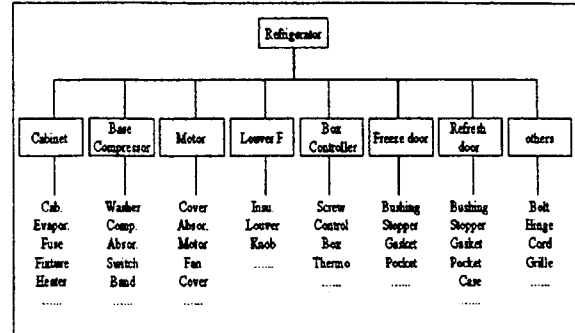 Refrigerator
Cabinet
Base
Compressor
Motor
Louver F
Box
Controller
Freeze door
Refresh
door
others
Cab.
Evapor.
Fuse
Fixture
Heater
......
Washer
Comp.
Absor.
Switch
Band
......
Cover
Absor.
Motor
Fan
Cover
......
Insu.
Louver
Knob
......
Screw
Control
Box
Thermo
......
Bushing
Stopper
Gasket
Pocket
......
Bushing
Stopper
Gasket
Pocket
Case
......
Bolt
Hinge
Cord
Grille
......